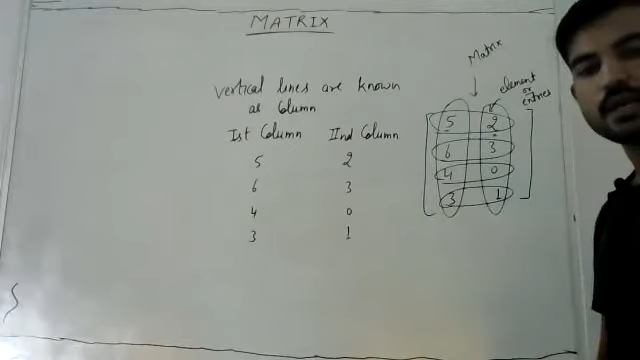 MATRIX
Vertical lines are known
as Column
Ist Column IInd Column
5 2
6 3
4 0
3 1
Matrix
element
or
entries
5 2
6 3
4 0
3 1